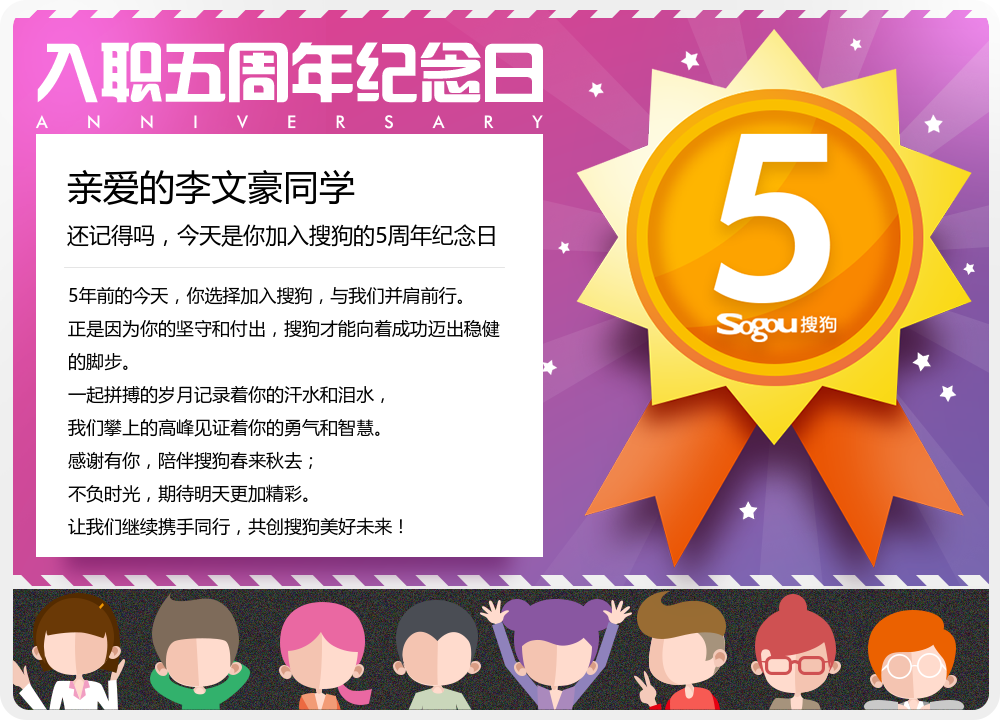 入职五周年纪念日
ANNIVERSARY
亲爱的李文豪同学
还记得吗，今天是你加入搜狗的5周年纪念日
5年前的今天，你选择加入搜狗，与我们并肩前行。
正是因为你的坚守和付出，搜狗才能向着成功迈出稳健
的脚步。
一起拼搏的岁月记录着你的汗水和泪水，
我们攀上的高峰见证着你的勇气和智慧。
感谢有你，陪伴搜狗春来秋去；
不负时光，期待明天更加精彩。
让我们继续携手同行，共创搜狗美好未来！
5
Sogou搜狗